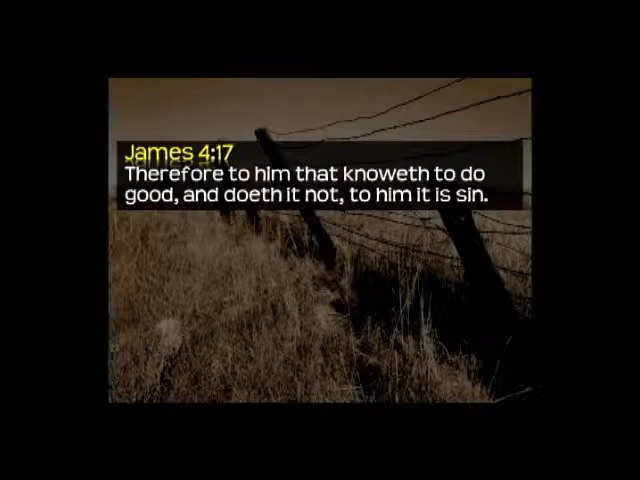 James 4:17
Therefore to him that knoweth to do
good, and doeth it not, to him it is sin.